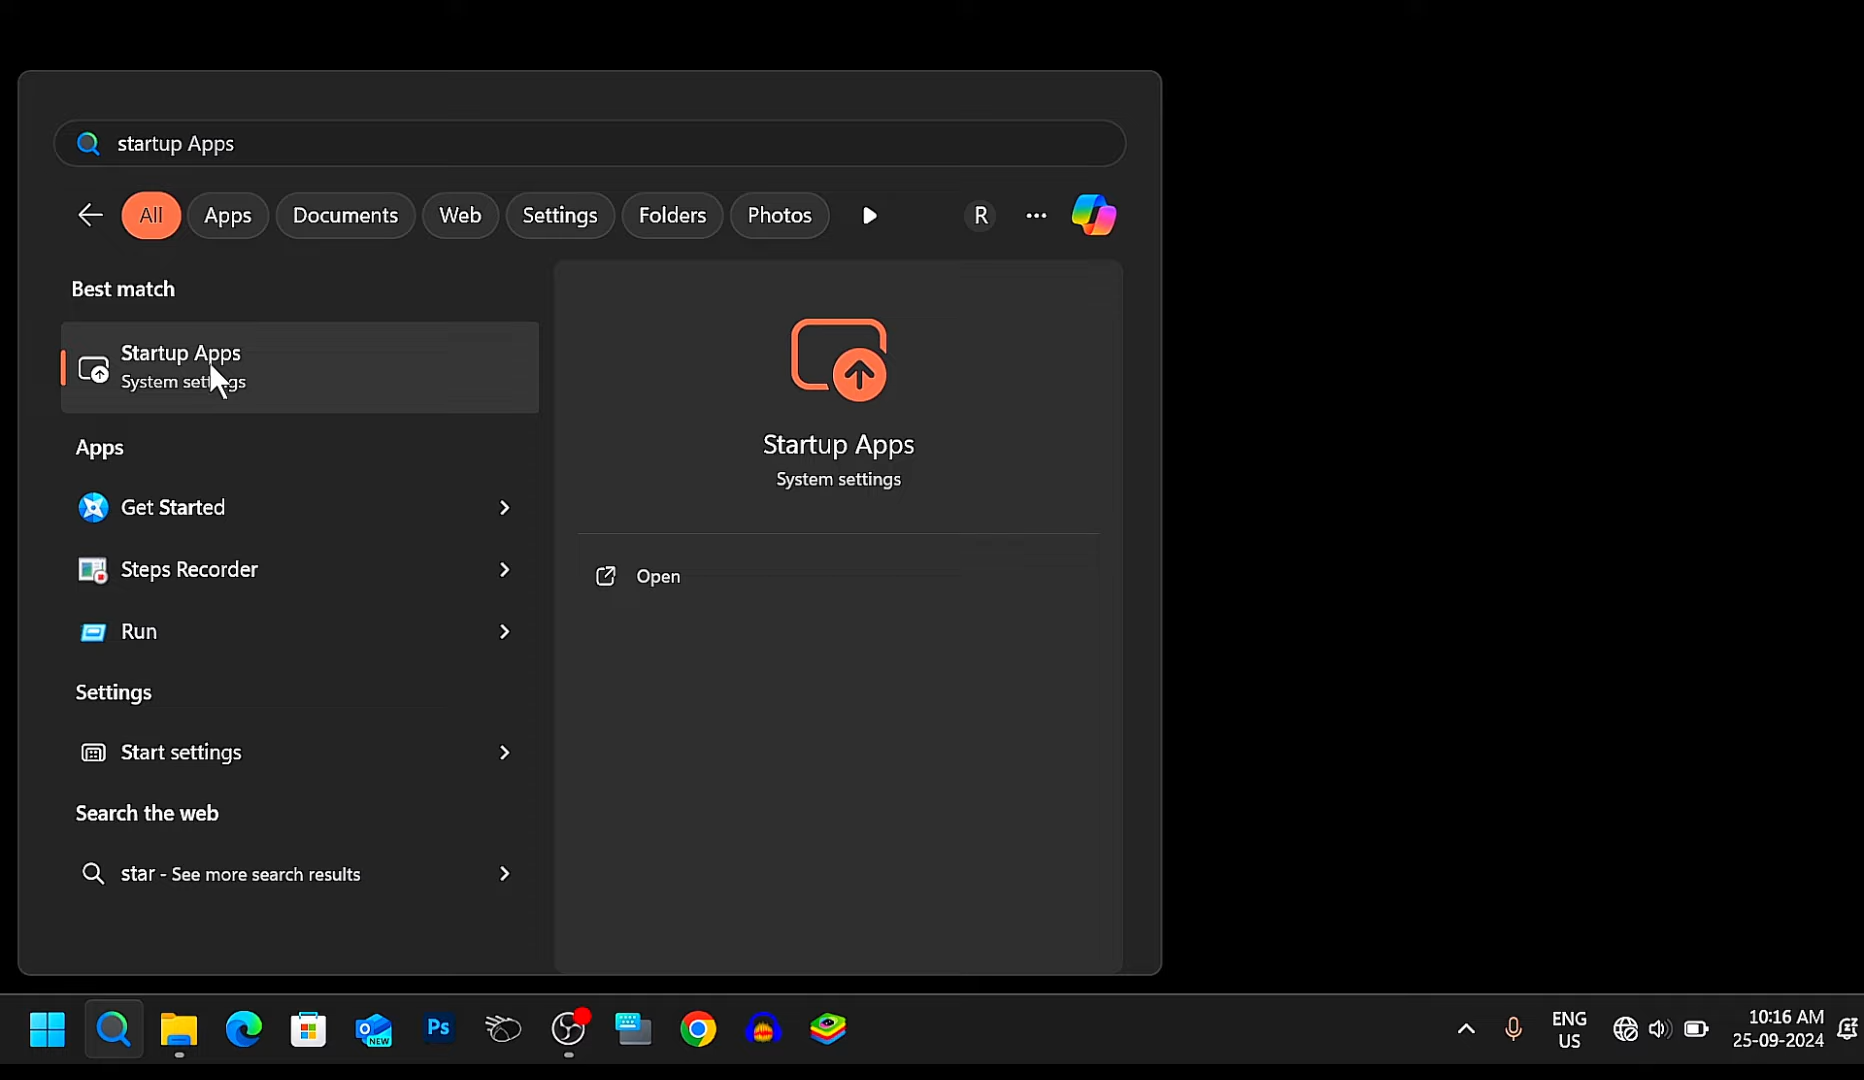 startup Apps
All
Apps
Documents
Web
Settings
Folders
Photos
R
Best match
Startup Apps
System settings
Apps
Get Started
Steps Recorder
Run
Settings
Start settings
Search the web
star - See more search results
Startup Apps
System settings
Open
NEW
Ps
ENG
US
10:16 AM
25-09-2024